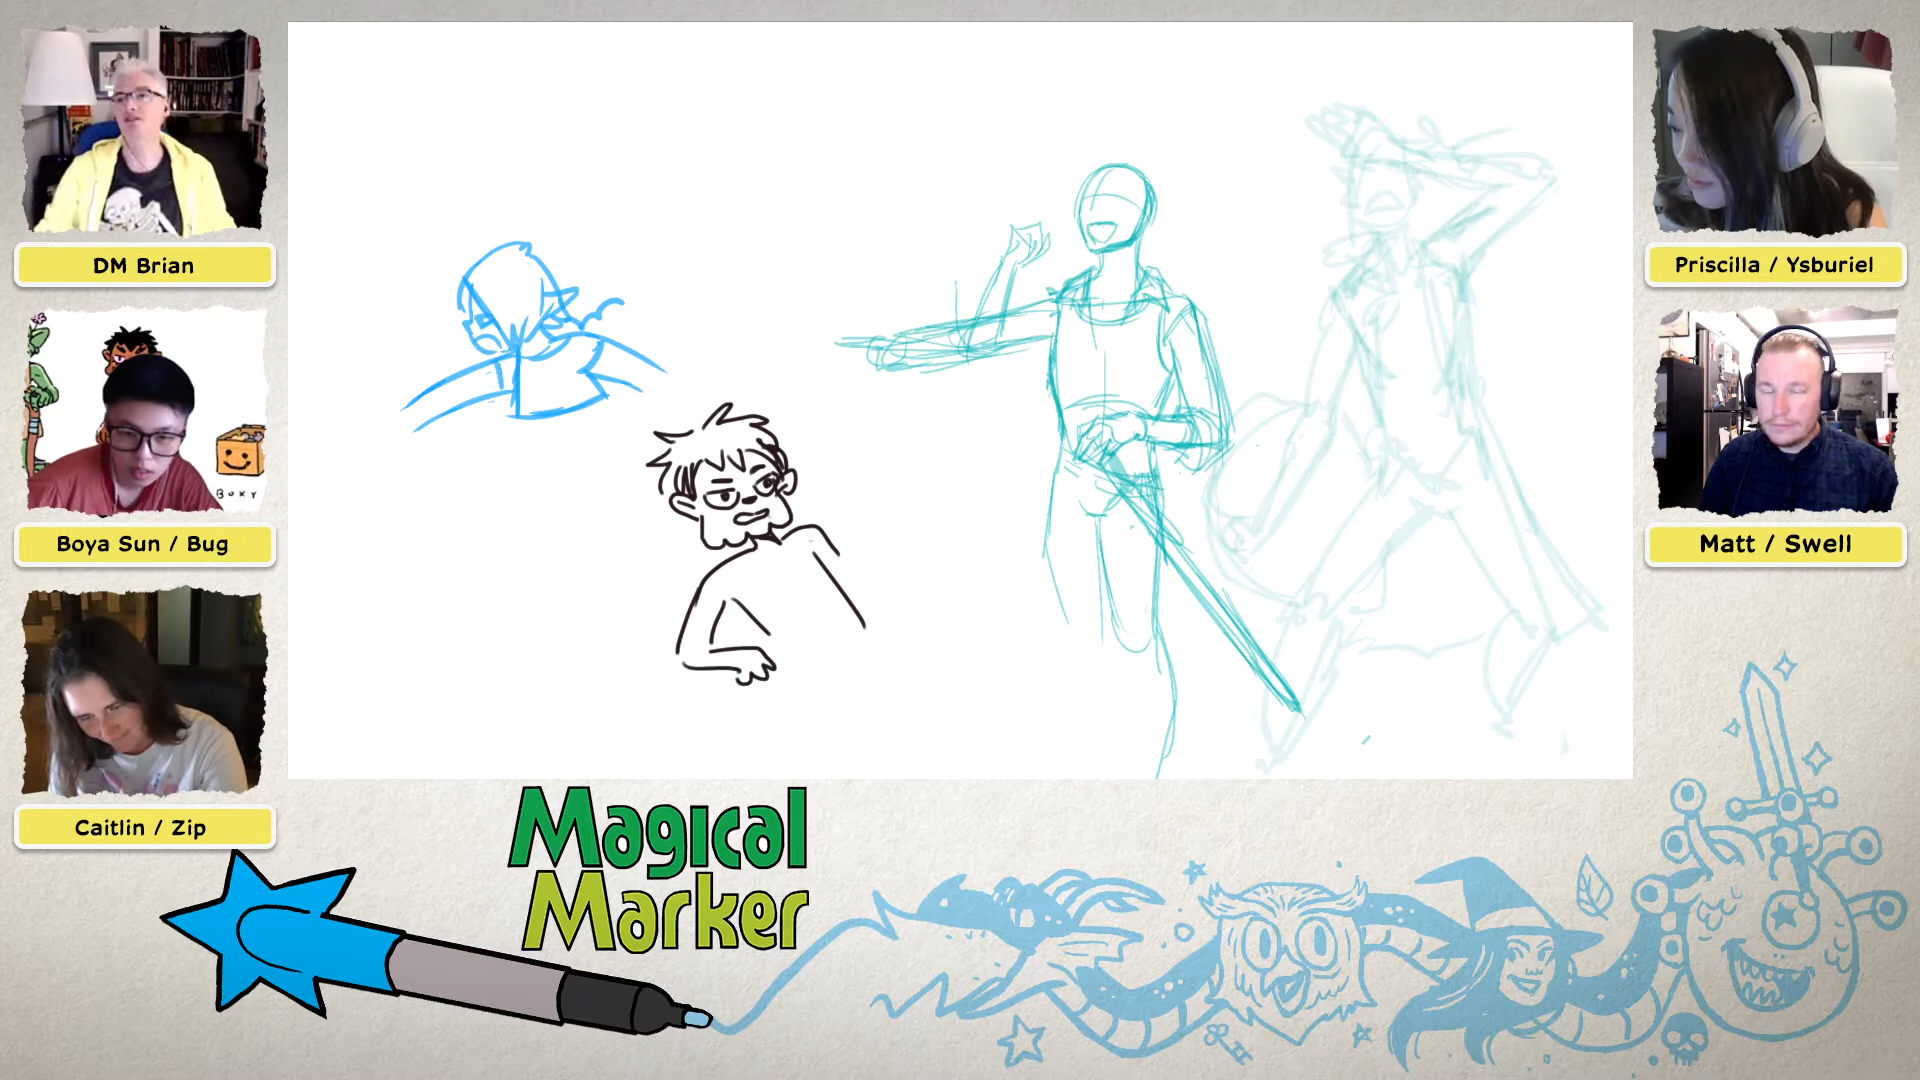 DM Brian
Boya Sun / Bug
BOXY
Caitlin / Zip
Priscilla / Ysburiel
Matt / Swell
Magical
Marker